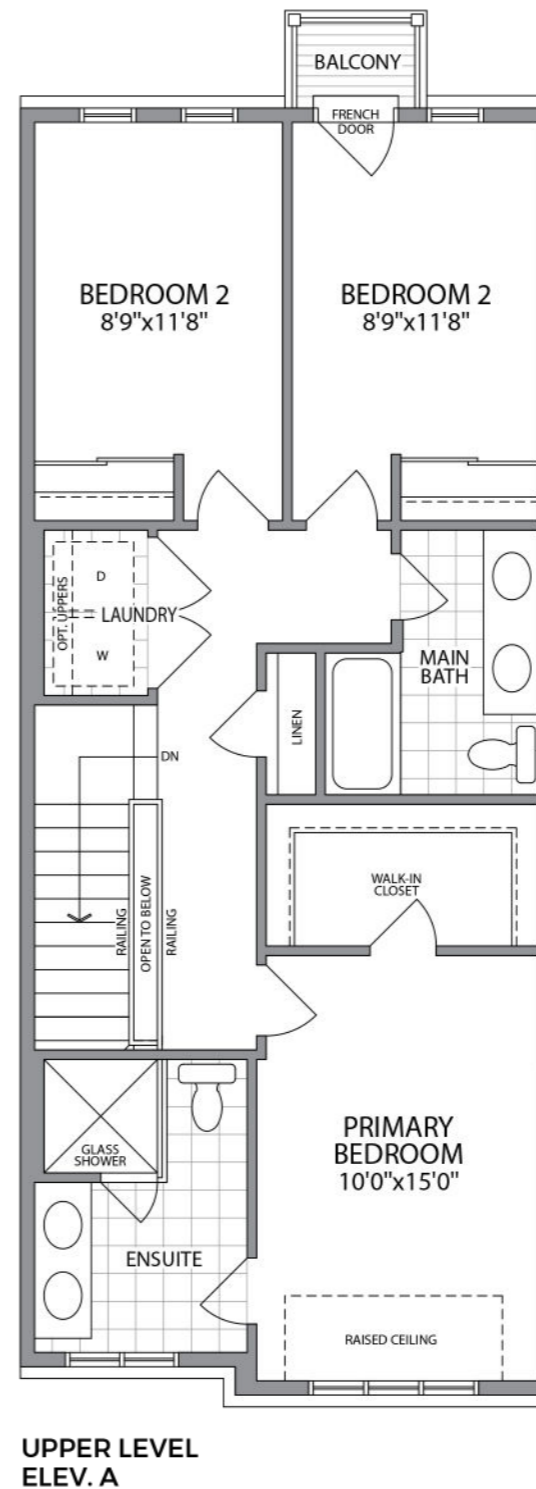 BALCONY
FRENCH
DOOR
BEDROOM 2
8'9"x11'8"
BEDROOM 2
8'9"x11'8"
OPT. UPPERS
D
LAUNDRY
W
MAIN
BATH
LINEN
DN
RAILING
OPEN TO BELOW
RAILING
WALK-IN
CLOSET
GLASS
SHOWER
PRIMARY
BEDROOM
10'0"x15'0"
ENSUITE
RAISED CEILING
UPPER LEVEL
ELEV. A